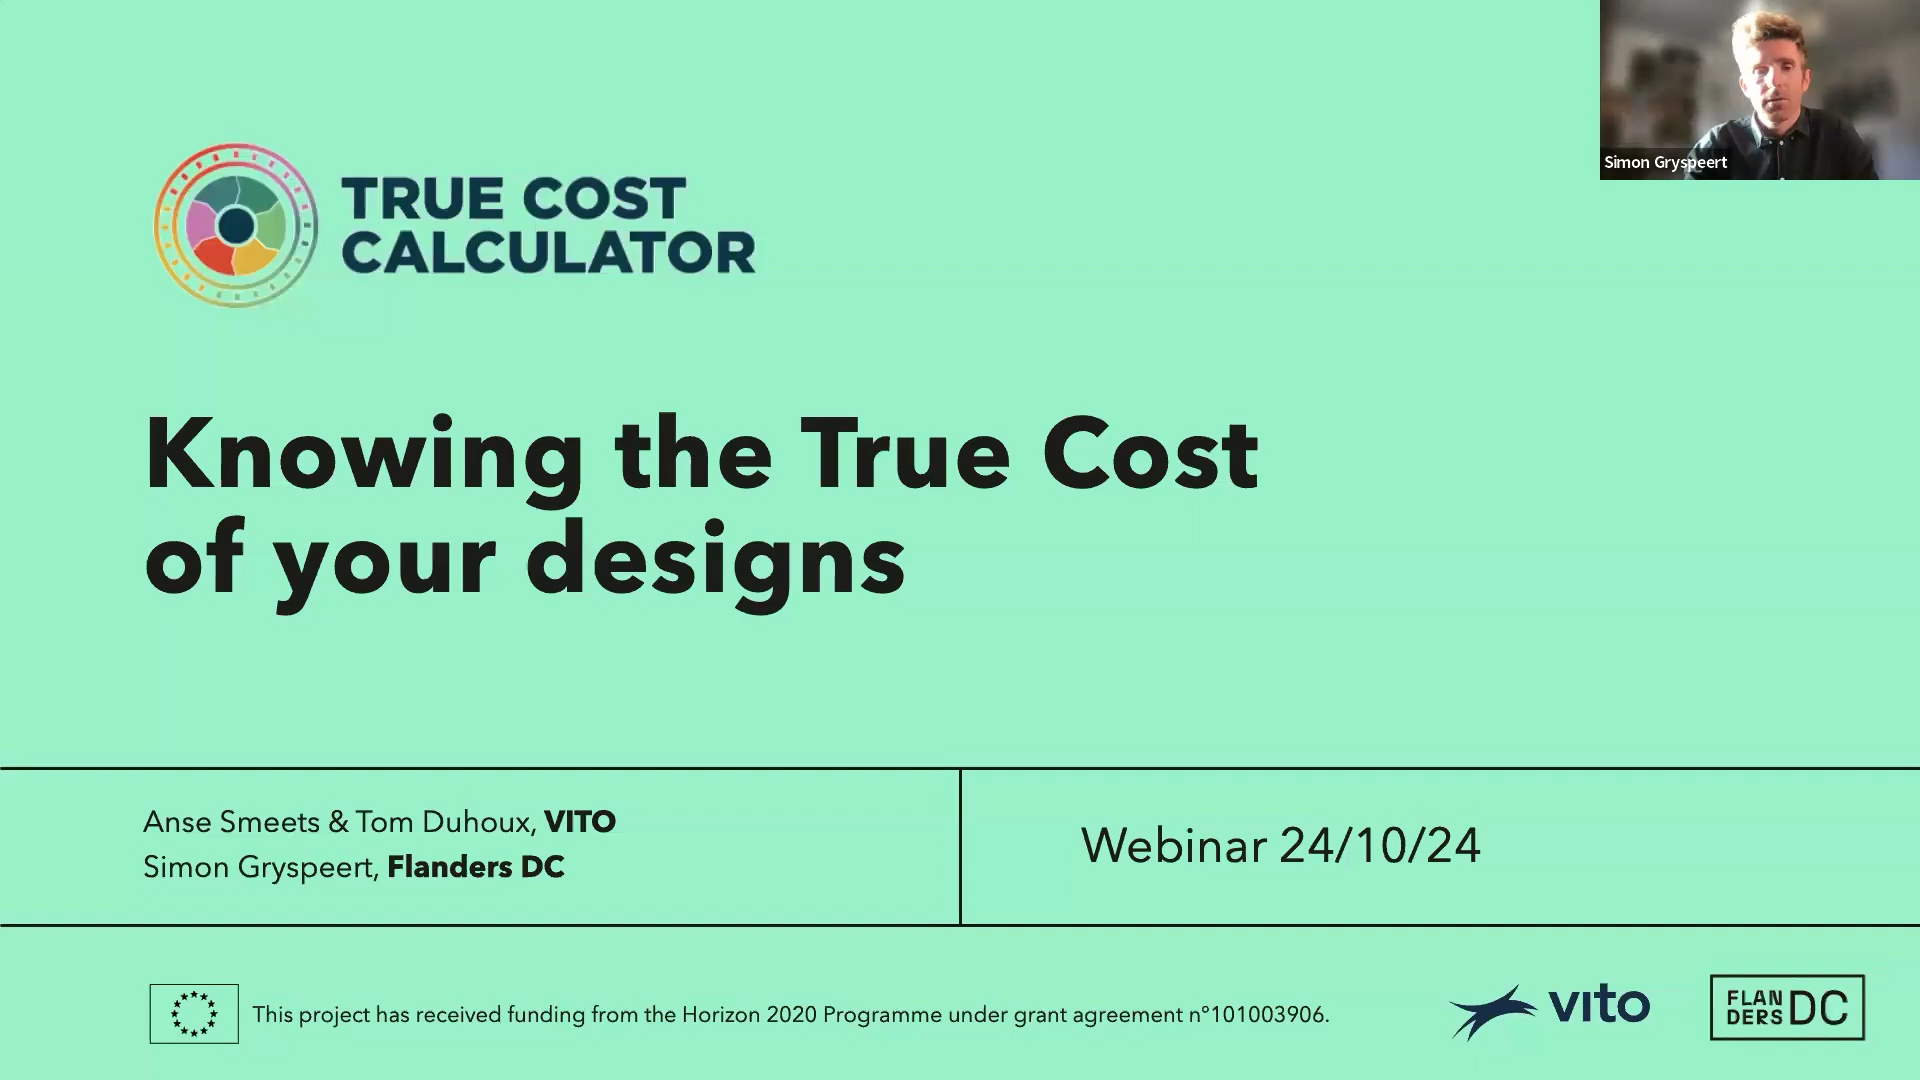 Simon Gryspeert
TRUE COST
CALCULATOR
Knowing the True Cost
of your designs
Anse Smeets & Tom Duhoux, VITO
Simon Gryspeert, Flanders DC
Webinar 24/10/24
This project has received funding from the Horizon 2020 Programme under grant agreement n°101003906.
vito
FLAN
DERS DC